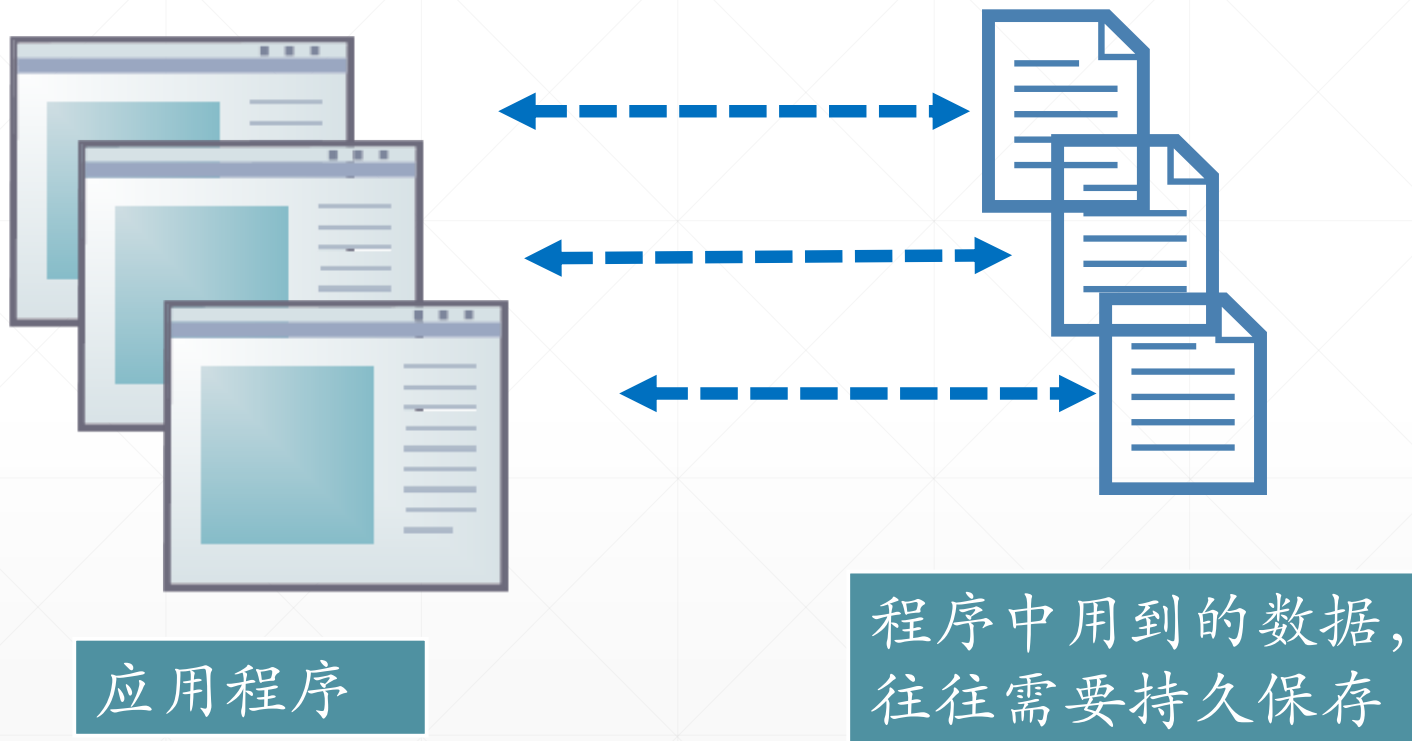 应用程序
程序中用到的数据，
往往需要持久保存